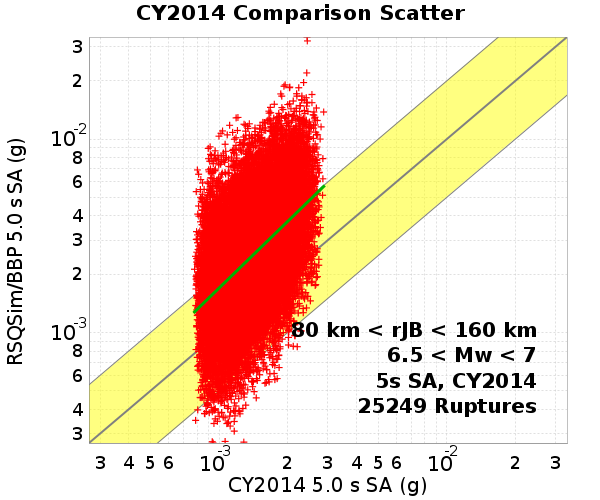 CY2014 Comparison Scatter
RSQSim/BBP 5.0 s SA (g)
3
2
10-2
8
6
4
3
2
10-3
8
6
4
3
80 km < rJB < 160 km
6.5 < Mw < 7
5s SA, CY2014
25249 Ruptures
3 4 5 6 10-3 2 3 4 5 6 10-2 2 3
CY2014 5.0 s SA (g)